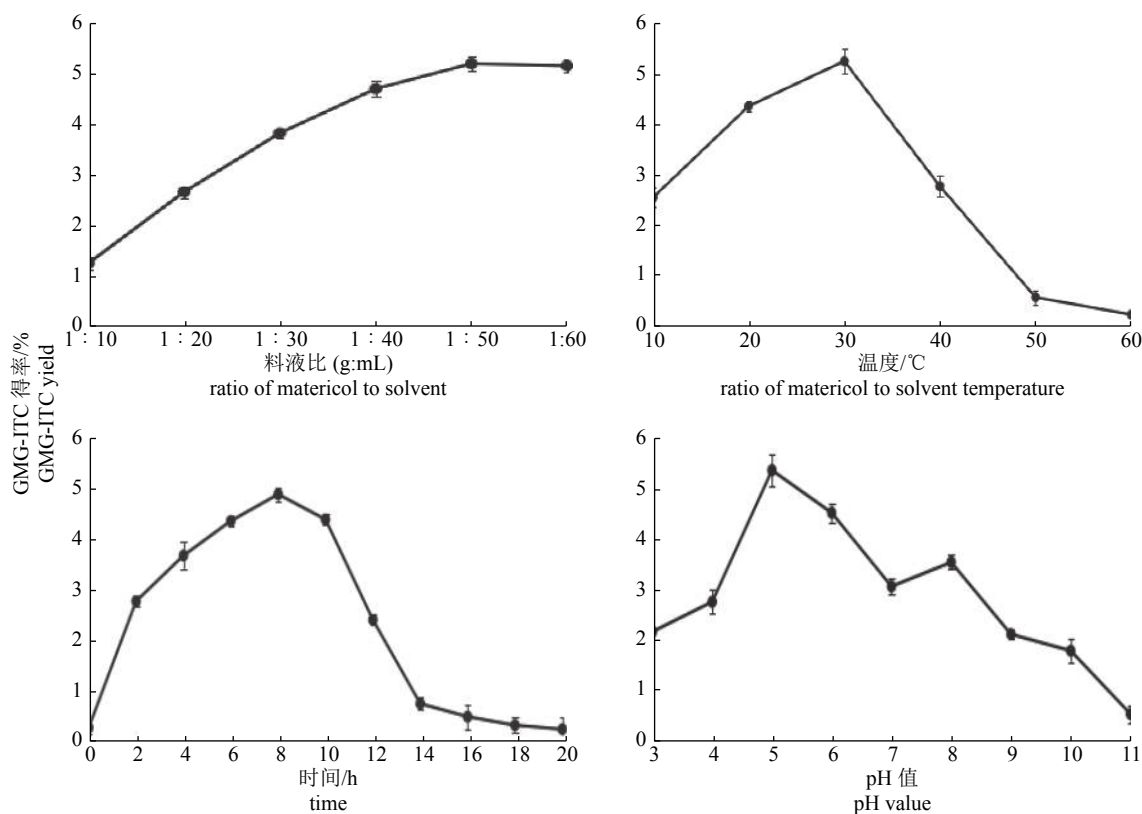 GMG-ITC 得率/%
GMG-ITC yield
6
5
4
3
2
1
0
1∶10 1∶20 1∶30 1∶40 1∶50 1:60
料液比 (g:mL)
ratio of matericol to solvent
6
5
4
3
2
1
0
10 20 30 40 50 60
温度/℃
ratio of matericol to solvent temperature
6
5
4
3
2
1
0
0 2 4 6 8 10 12 14 16 18 20
时间/h
time
6
5
4
3
2
1
0
3 4 5 6 7 8 9 10 11
pH 值
pH value